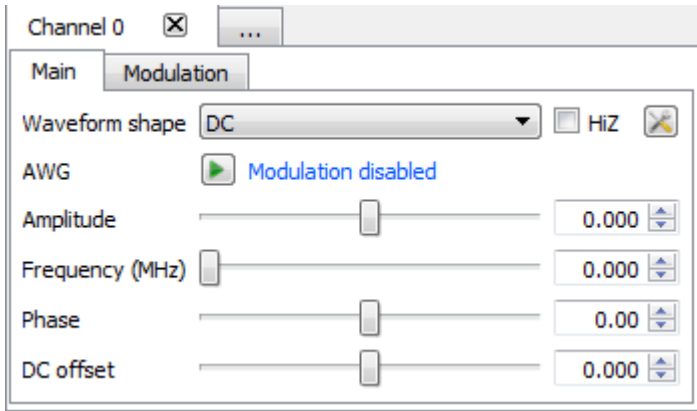 Channel 0 ...
Main Modulation
Waveform shape DC HiZ
AWG Modulation disabled
Amplitude 0.000
Frequency (MHz) 0.000
Phase 0.00
DC offset 0.000